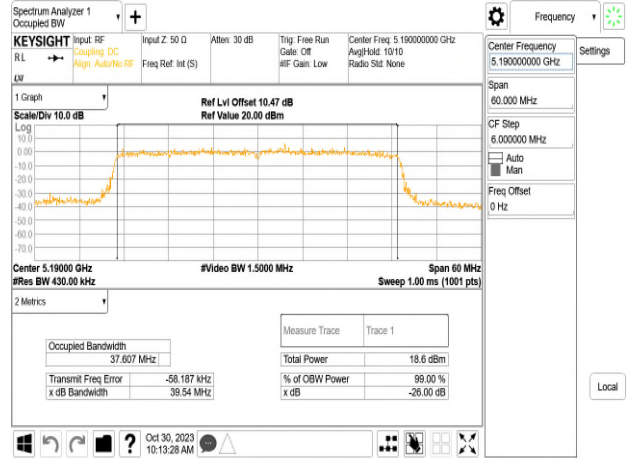 Spectrum Analyzer 1
Occupied BW
Frequency
KEYSIGHT
R L
Input: RF
Coupling: DC
Align: Auto/No RF
Input Z: 50 Ω
Freq Ref: Int (S)
Atten: 30 dB
Trig: Free Run
Gate: Off
#IF Gain: Low
Center Freq: 5.190000000 GHz
Avg|Hold: 10/10
Radio Std: None
Center Frequency
5.190000000 GHz
Settings
Span
60.000 MHz
CF Step
6.000000 MHz
Auto
Man
Freq Offset
0 Hz
Local
1 Graph
Scale/Div 10.0 dB
Ref Lvl Offset 10.47 dB
Ref Value 20.00 dBm
Log
10.0
0.00
-10.0
-20.0
-30.0
-40.0
-50.0
-60.0
-70.0
Center 5.19000 GHz
#Video BW 1.5000 MHz
Span 60 MHz
#Res BW 430.00 kHz
Sweep 1.00 ms (1001 pts)
2 Metrics
Measure Trace
Trace 1
Occupied Bandwidth
37.607 MHz
Total Power
18.6 dBm
Transmit Freq Error
-58.187 kHz
% of OBW Power
99.00 %
x dB Bandwidth
39.54 MHz
x dB
-26.00 dB
?
Oct 30, 2023
10:13:28 AM